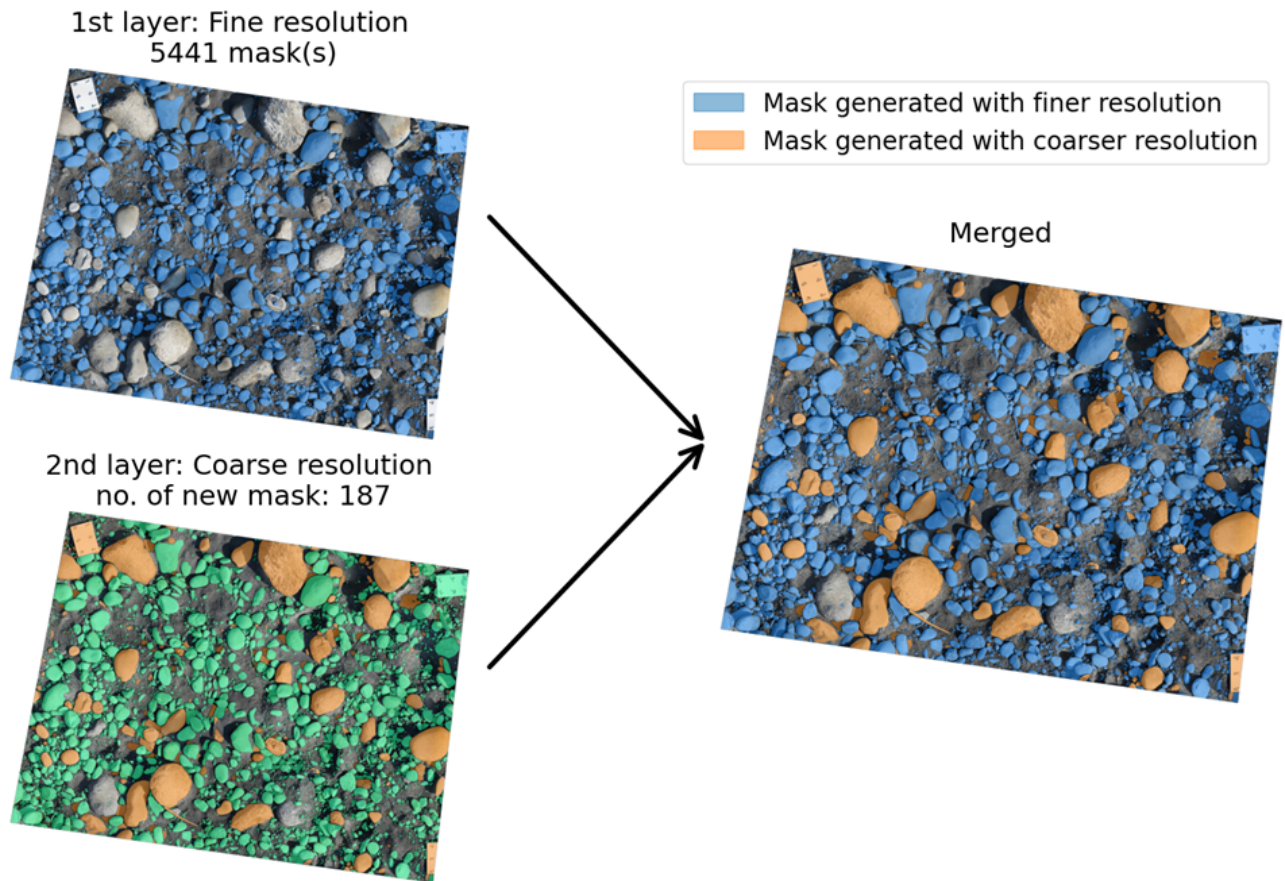 1st layer: Fine resolution
5441 mask(s)
Mask generated with finer resolution
Mask generated with coarser resolution
Merged
2nd layer: Coarse resolution
no. of new mask: 187